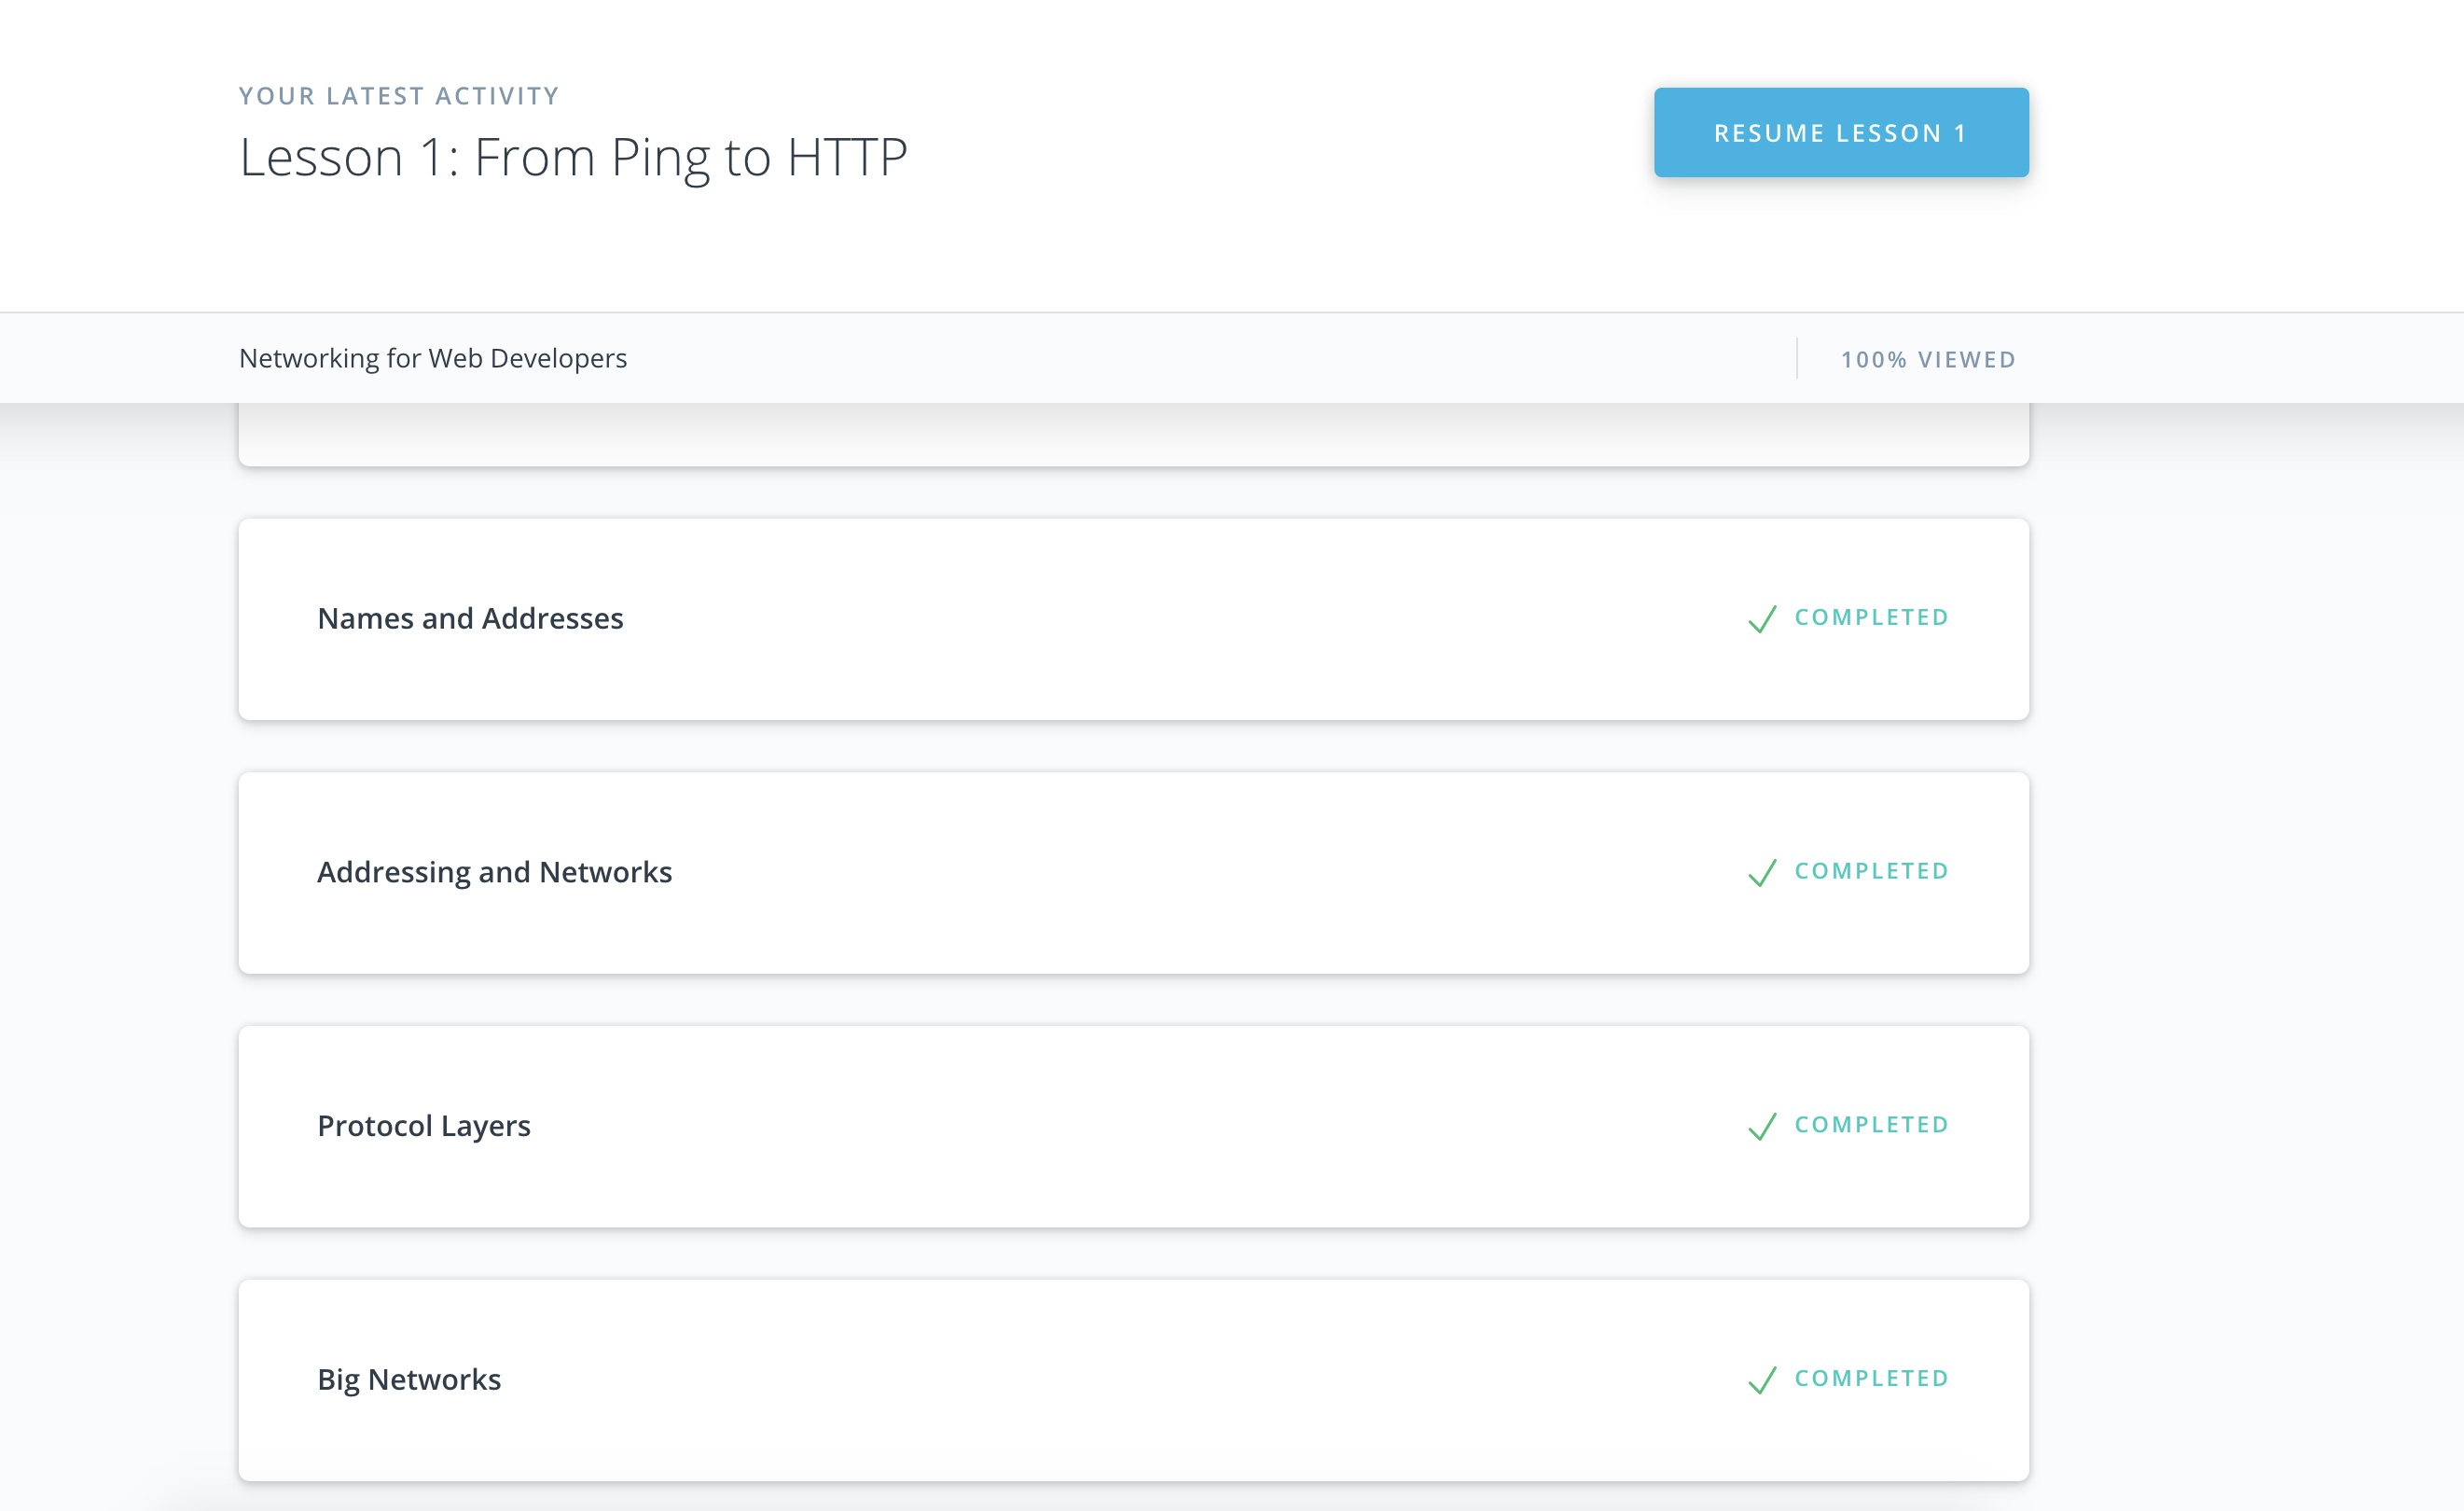 YOUR LATEST ACTIVITY
Lesson 1: From Ping to HTTP
RESUME LESSON 1
Networking for Web Developers
100% VIEWED
Names and Addresses
COMPLETED
Addressing and Networks
COMPLETED
Protocol Layers
COMPLETED
Big Networks
COMPLETED